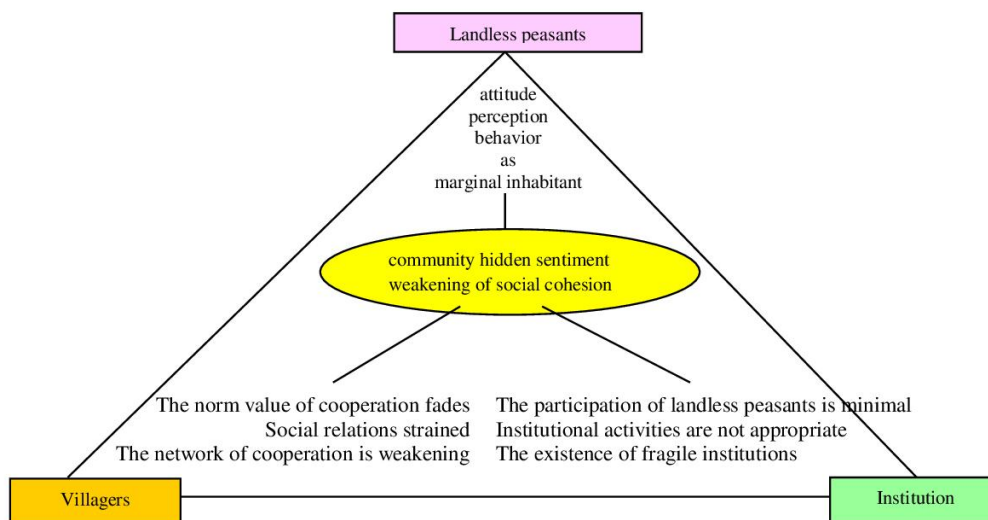 Landless peasants
attitude
perception
behavior
as
marginal inhabitant
community hidden sentiment
weakening of social cohesion
The norm value of cooperation fades
Social relations strained
The network of cooperation is weakening
The participation of landless peasants is minimal
Institutional activities are not appropriate
The existence of fragile institutions
Villagers
Institution